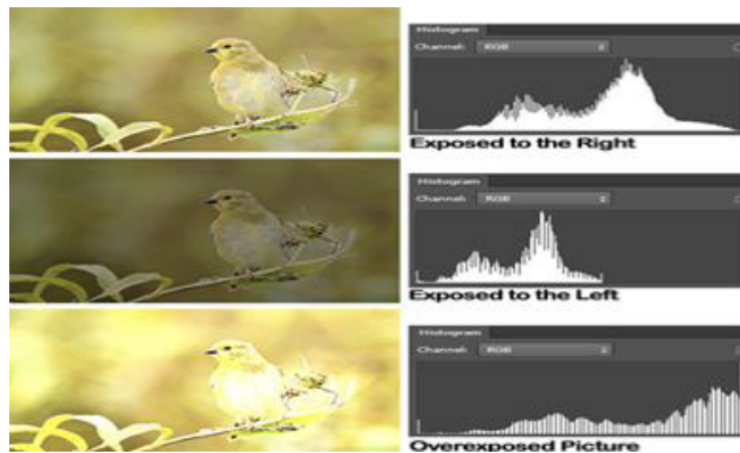 Histogram
Channel: RGB
Exposed to the Right
Histogram
Channel: RGB
Exposed to the Left
Histogram
Channel: RGB
Overexposed Picture